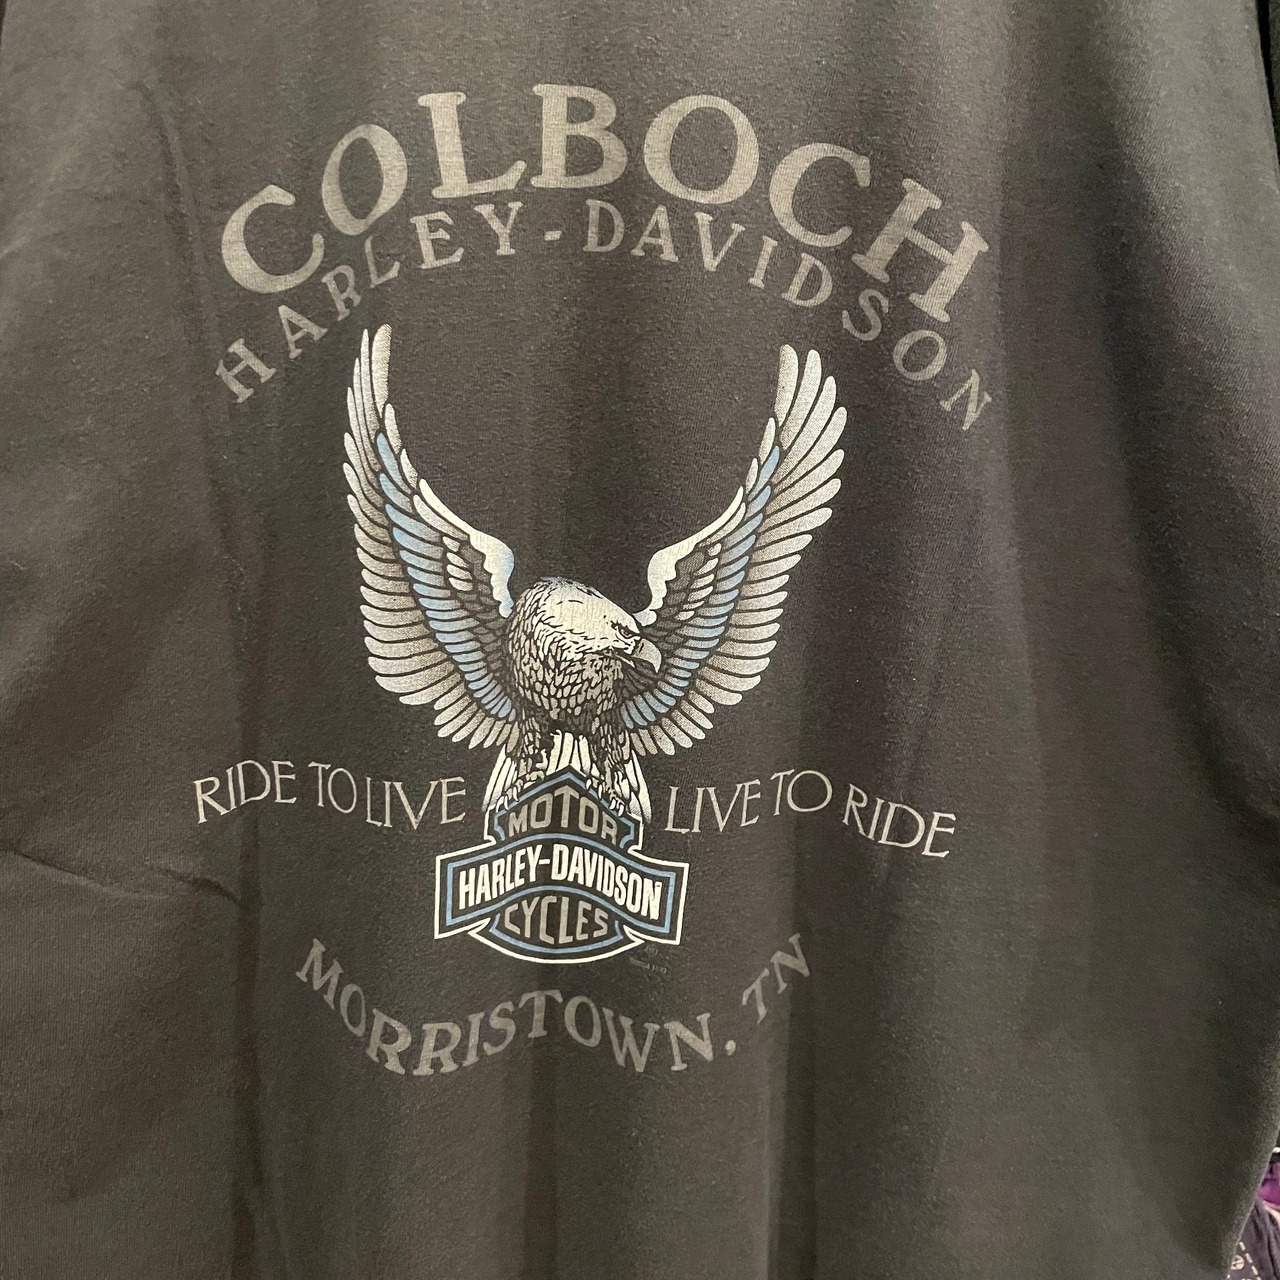 COLBOCH
HARLEY-DAVIDSON
RIDE TO LIVE LIVE TO RIDE
MOTOR
HARLEY-DAVIDSON
CYCLES
MORRISTOWN, TN